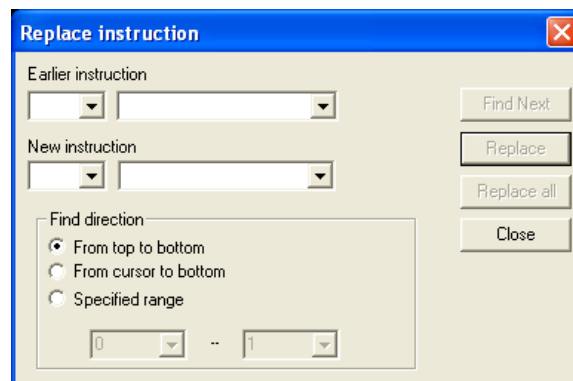 Replace instruction
Earlier instruction
Find Next
New instruction
Replace
Replace all
Find direction
Close
From top to bottom
From cursor to bottom
Specified range
0 -- 1